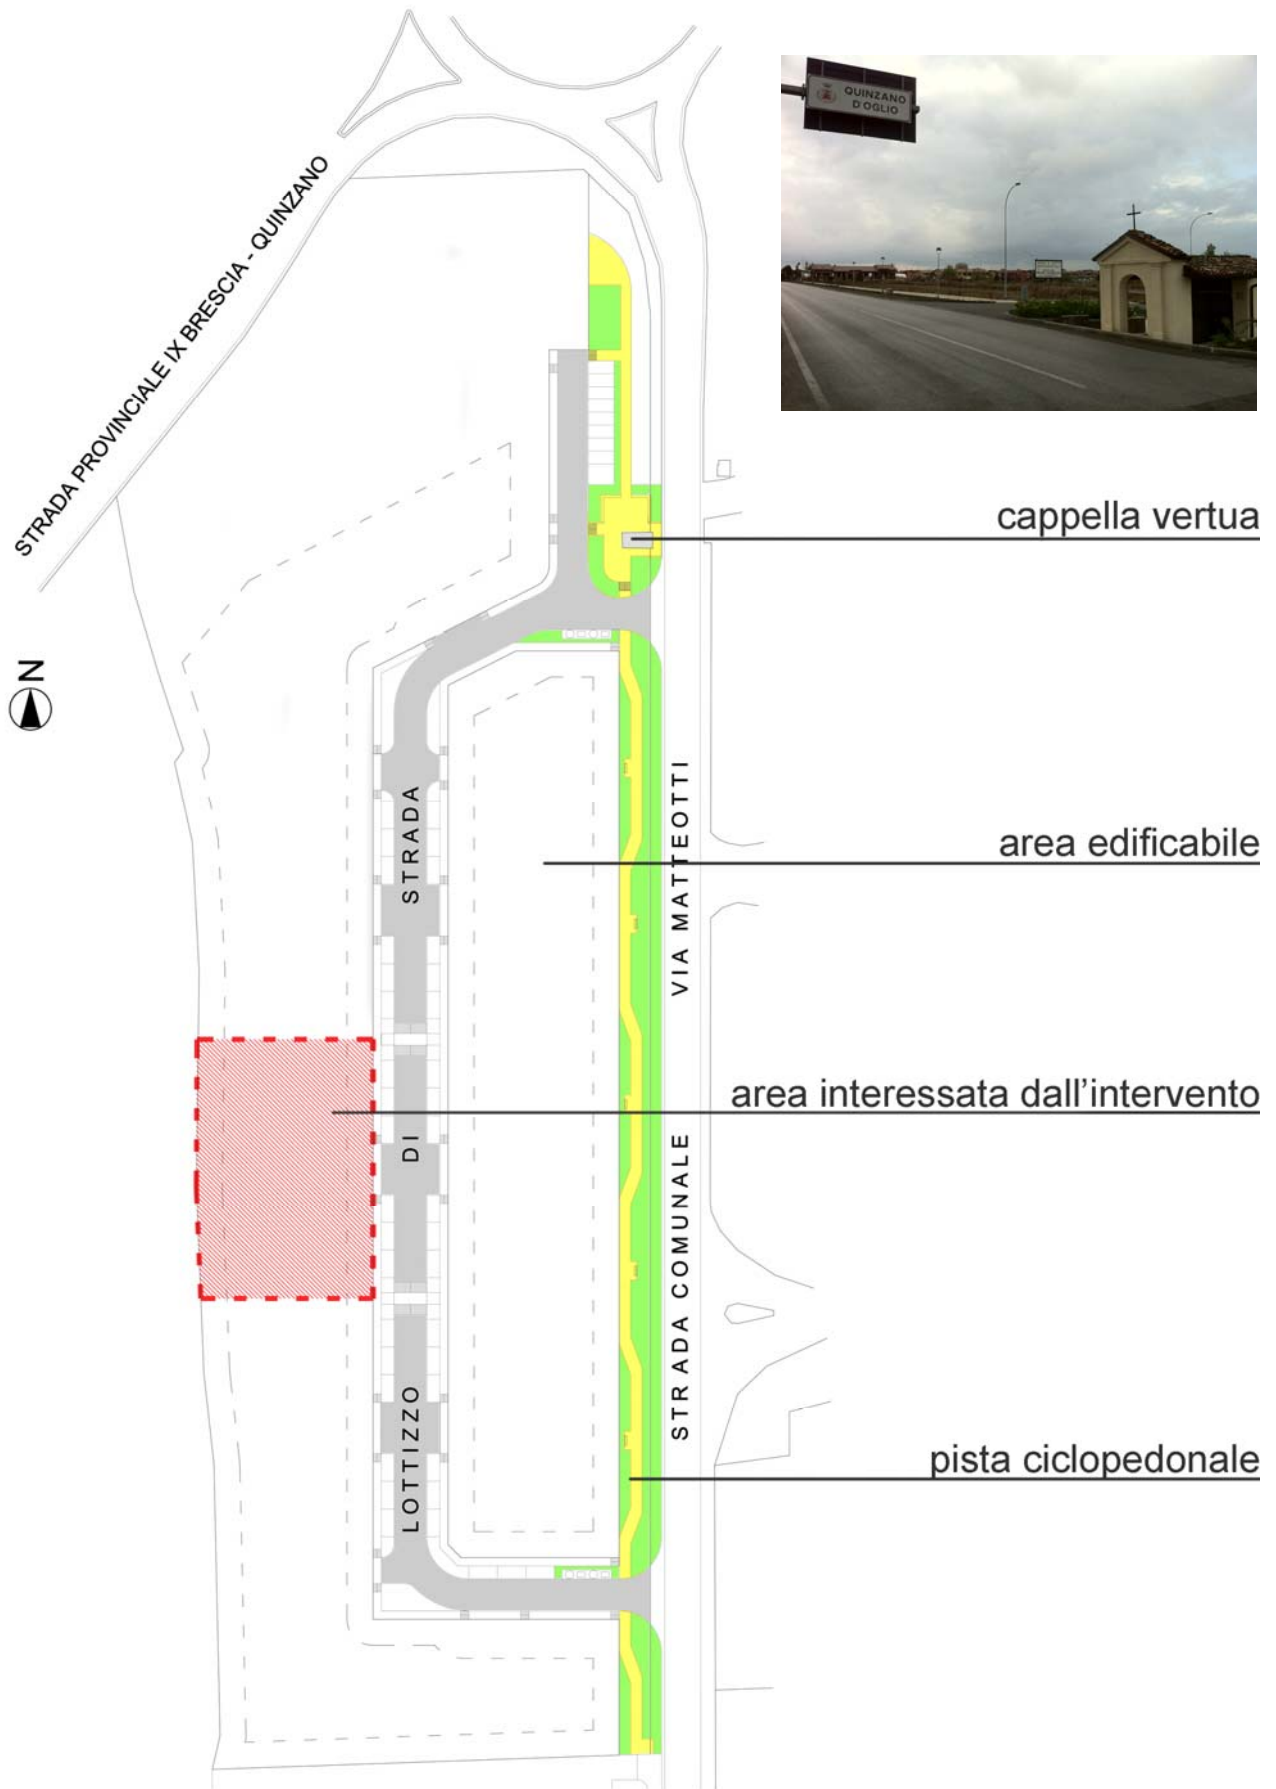 QUINZANO
D'OGLIO
STRADA PROVINCIALE IX BRESCIA - QUINZANO
N
cappella vertua
area edificabile
area interessata dall'intervento
pista ciclopedonale
STRADA
DI
LOTTIZZO
VIA MATTEOTTI
STRADA COMUNALE